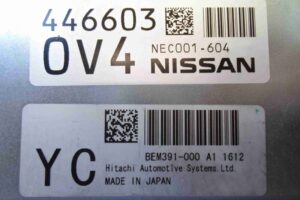 446603
0V4 NEC001-604
NISSAN
YC BEM391-000 A1 1612
Hitachi Automotive Systems Ltd.
MADE IN JAPAN